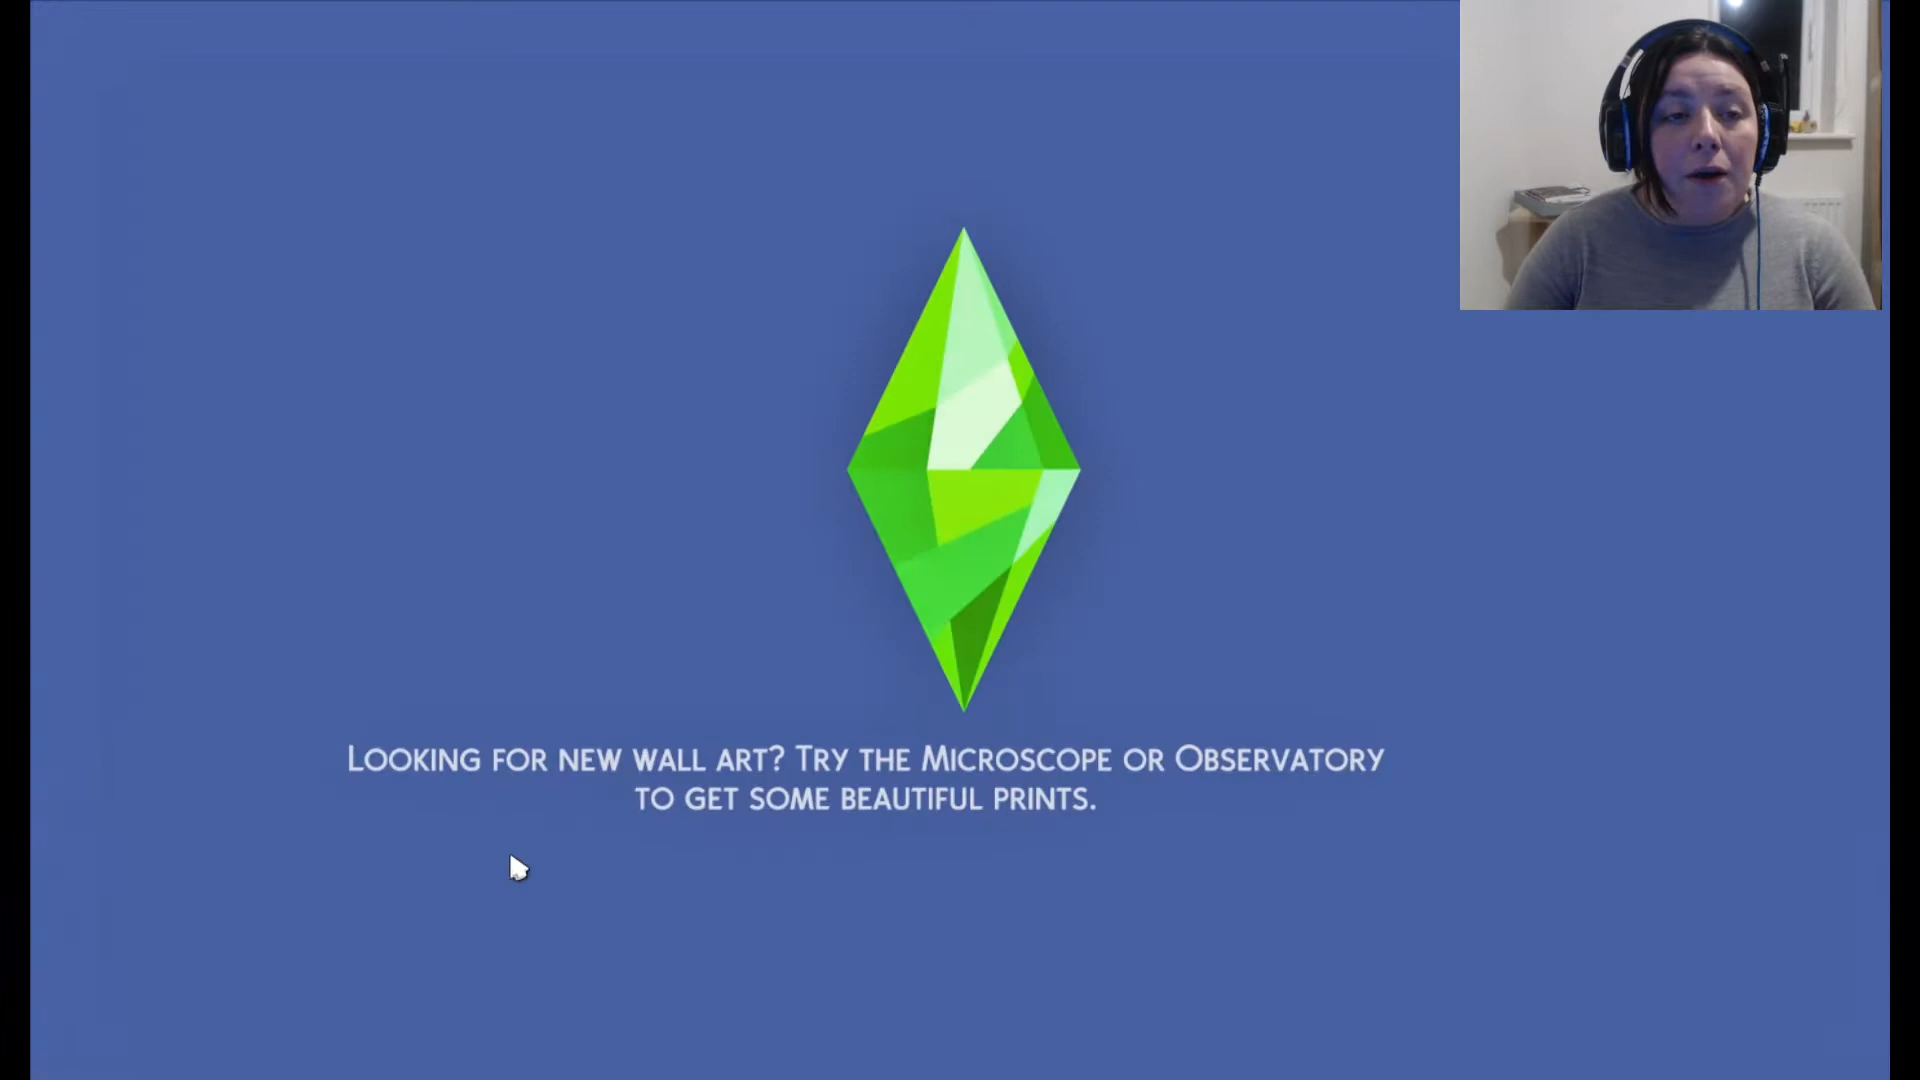 Looking for new wall art? Try the Microscope or Observatory
to get some beautiful prints.